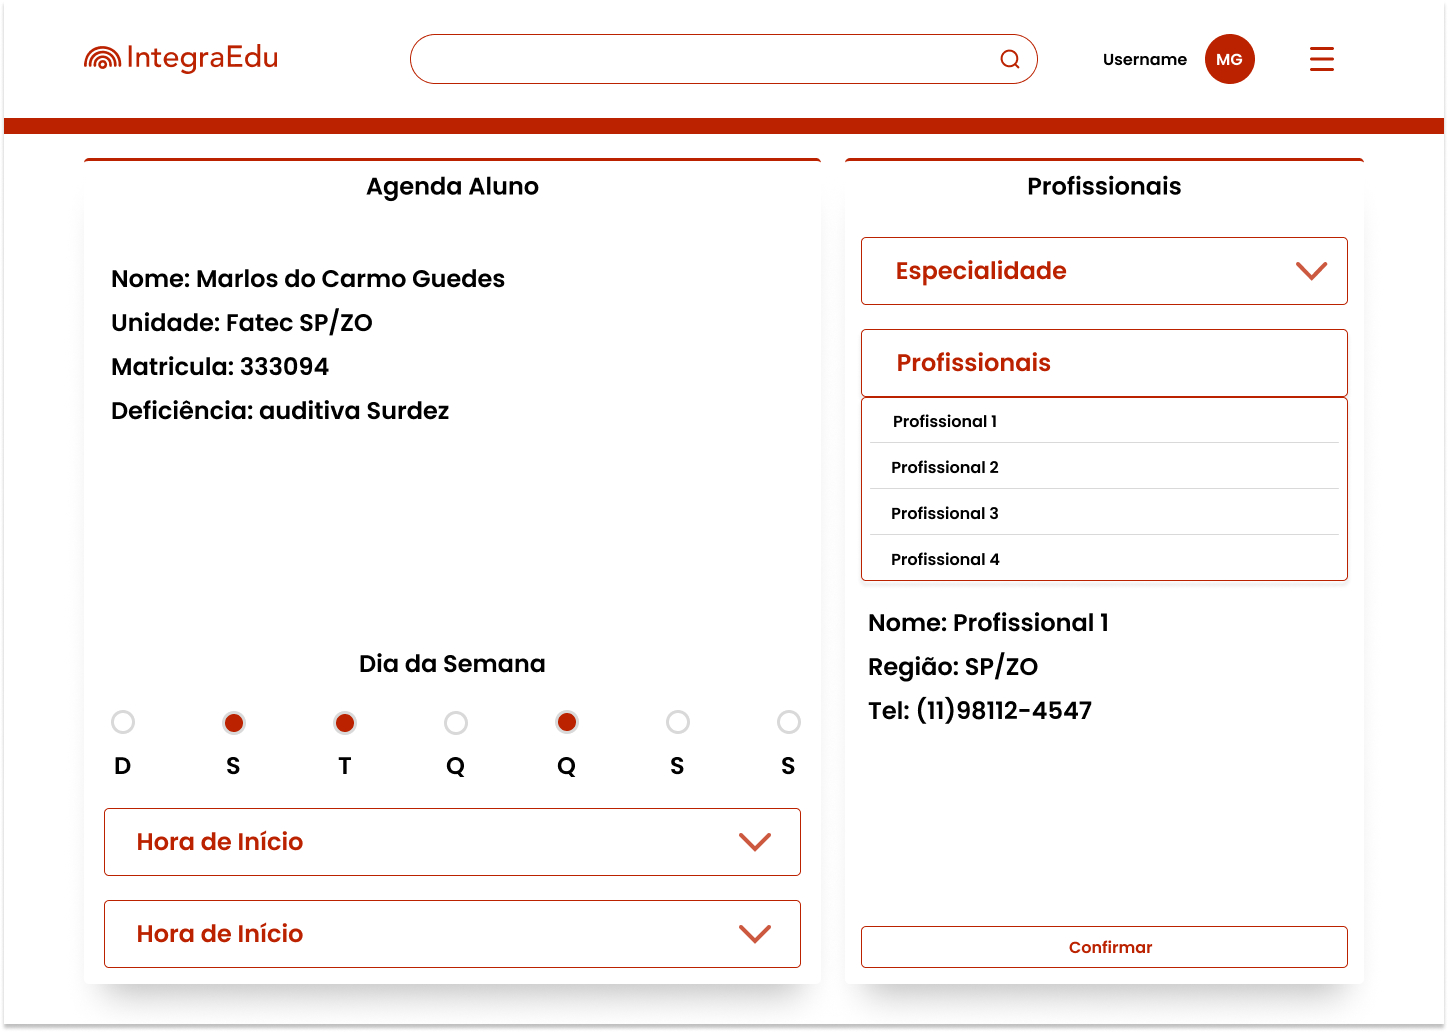 IntegraEdu
Username
MG
Agenda Aluno
Nome: Marlos do Carmo Guedes
Unidade: Fatec SP/ZO
Matricula: 333094
Deficiência: auditiva Surdez
Dia da Semana
D S T Q Q S S
Hora de Início
Hora de Início
Profissionais
Especialidade
Profissionais
Profissional 1
Profissional 2
Profissional 3
Profissional 4
Nome: Profissional 1
Região: SP/ZO
Tel: (11)98112-4547
Confirmar